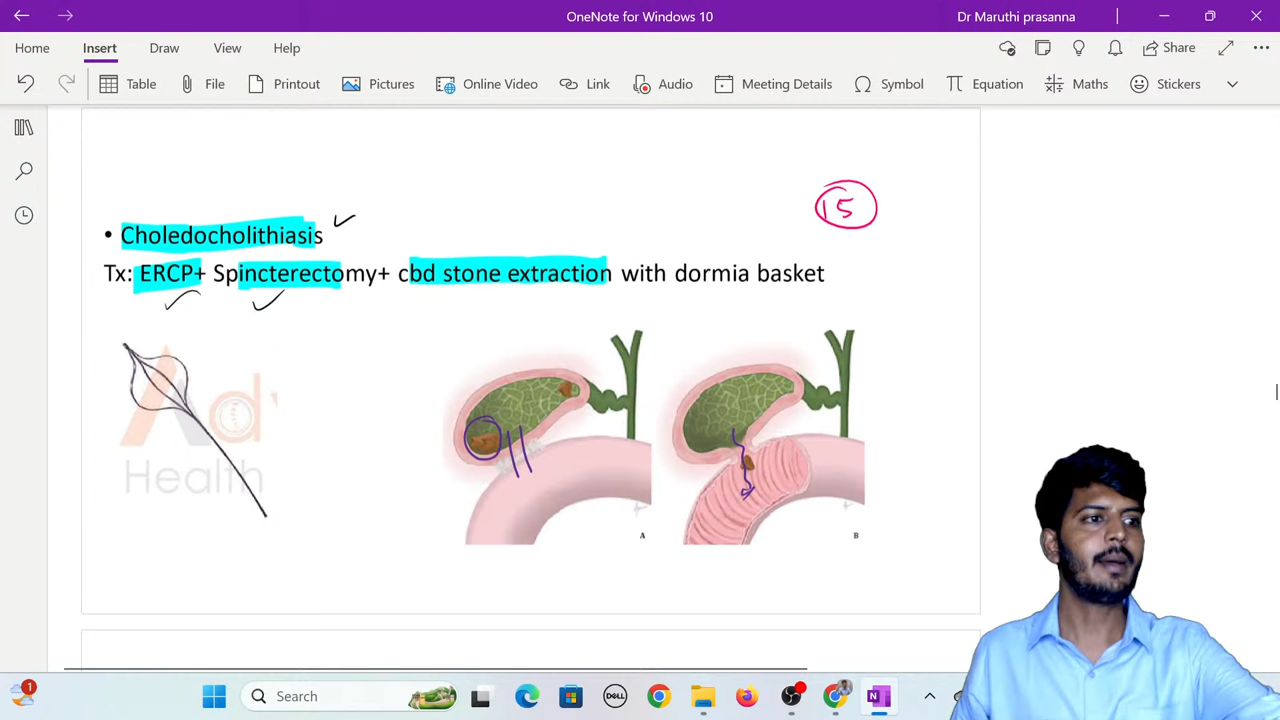 OneNote for Windows 10
Dr Maruthi prasanna
Home
Insert
Draw
View
Help
Share
Table
File
Printout
Pictures
Online Video
Link
Audio
Meeting Details
Symbol
Equation
Maths
Stickers
15
• Choledocholithiasis
Tx: ERCP+ Spincterectomy+ cbd stone extraction with dormia basket
Health
A
B
1
Search
DELL